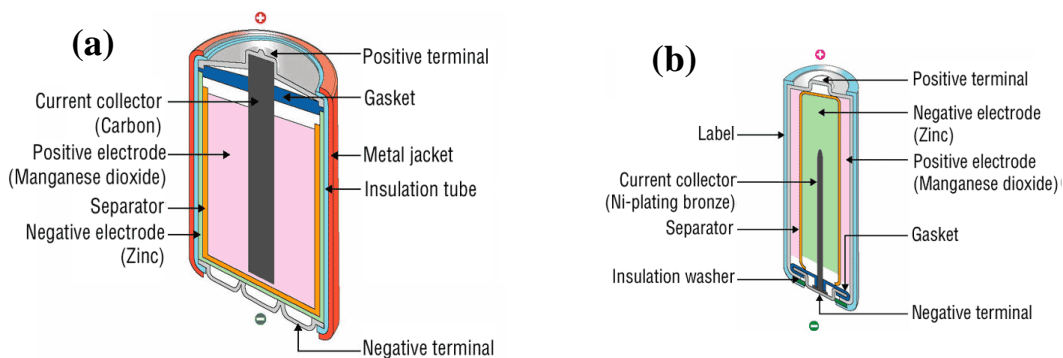 (a)
+
Positive terminal
Current collector
(Carbon)
Gasket
Positive electrode
(Manganese dioxide)
Metal jacket
Insulation tube
Separator
Negative electrode
(Zinc)
−
Negative terminal
(b)
+
Positive terminal
Negative electrode
(Zinc)
Label
Positive electrode
(Manganese dioxide)
Current collector
(Ni-plating bronze)
Separator
Gasket
Insulation washer
Negative terminal
−